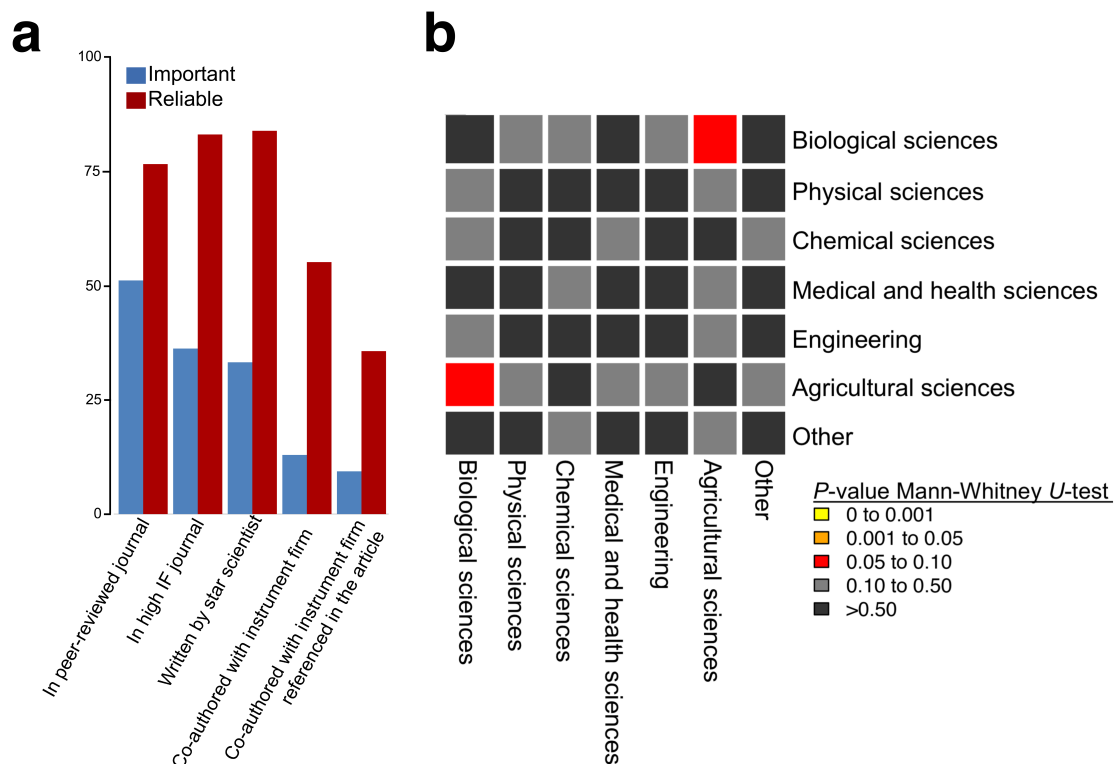 a
100
75
50
25
0
Important
Reliable
In peer-reviewed journal
In high IF journal
Written by star scientist
Co-authored with instrument firm
Co-authored with instrument firm
referenced in the article
b
Biological sciences
Physical sciences
Chemical sciences
Medical and health sciences
Engineering
Agricultural sciences
Other
Biological sciences
Physical sciences
Chemical sciences
Medical and health sciences
Engineering
Agricultural sciences
Other
P-value Mann-Whitney U-test
0 to 0.001
0.001 to 0.05
0.05 to 0.10
0.10 to 0.50
>0.50